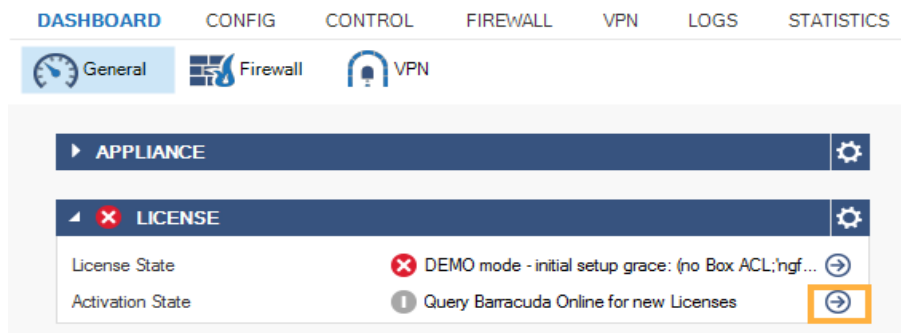 DASHBOARD CONFIG CONTROL FIREWALL VPN LOGS STATISTICS
General Firewall VPN
APPLIANCE
LICENSE
License State DEMO mode - initial setup grace: (no Box ACL;'ngf...
Activation State Query Barracuda Online for new Licenses